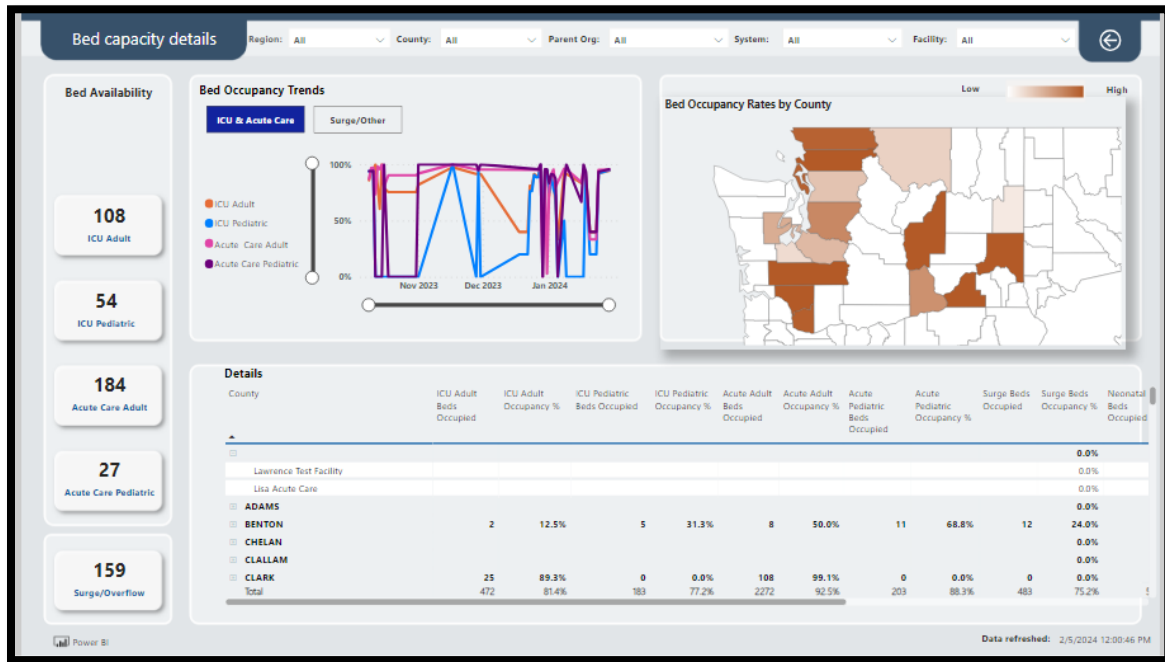 Bed capacity details
Region: All
County: All
Parent Org: All
System: All
Facility: All
Bed Availability
108
ICU Adult
54
ICU Pediatric
184
Acute Care Adult
27
Acute Care Pediatric
159
Surge/Overflow
Bed Occupancy Trends
ICU & Acute Care
Surge/Other
ICU Adult
ICU Pediatric
Acute Care Adult
Acute Care Pediatric
100%
50%
0%
Nov 2023 Dec 2023 Jan 2024
Low High
Bed Occupancy Rates by County
Details
County ICU Adult Beds Occupied ICU Adult Occupancy % ICU Pediatric Beds Occupied ICU Pediatric Occupancy % Acute Adult Beds Occupied Acute Adult Occupancy % Acute Pediatric Beds Occupied Acute Pediatric Occupancy % Surge Beds Occupied Surge Beds Occupancy % Neonatal Beds Occupied
0.0%
Lawrence Test Facility 0.0%
Lisa Acute Care 0.0%
ADAMS 0.0%
BENTON 2 12.5% 5 31.3% 8 50.0% 11 68.8% 12 24.0%
CHELAN 0.0%
CLALLAM 0.0%
CLARK 25 89.3% 0 0.0% 108 99.1% 0 0.0% 0 0.0%
Total 472 81.4% 183 77.2% 2272 92.5% 203 88.3% 483 75.2%
Power BI
Data refreshed: 2/5/2024 12:00:46 PM